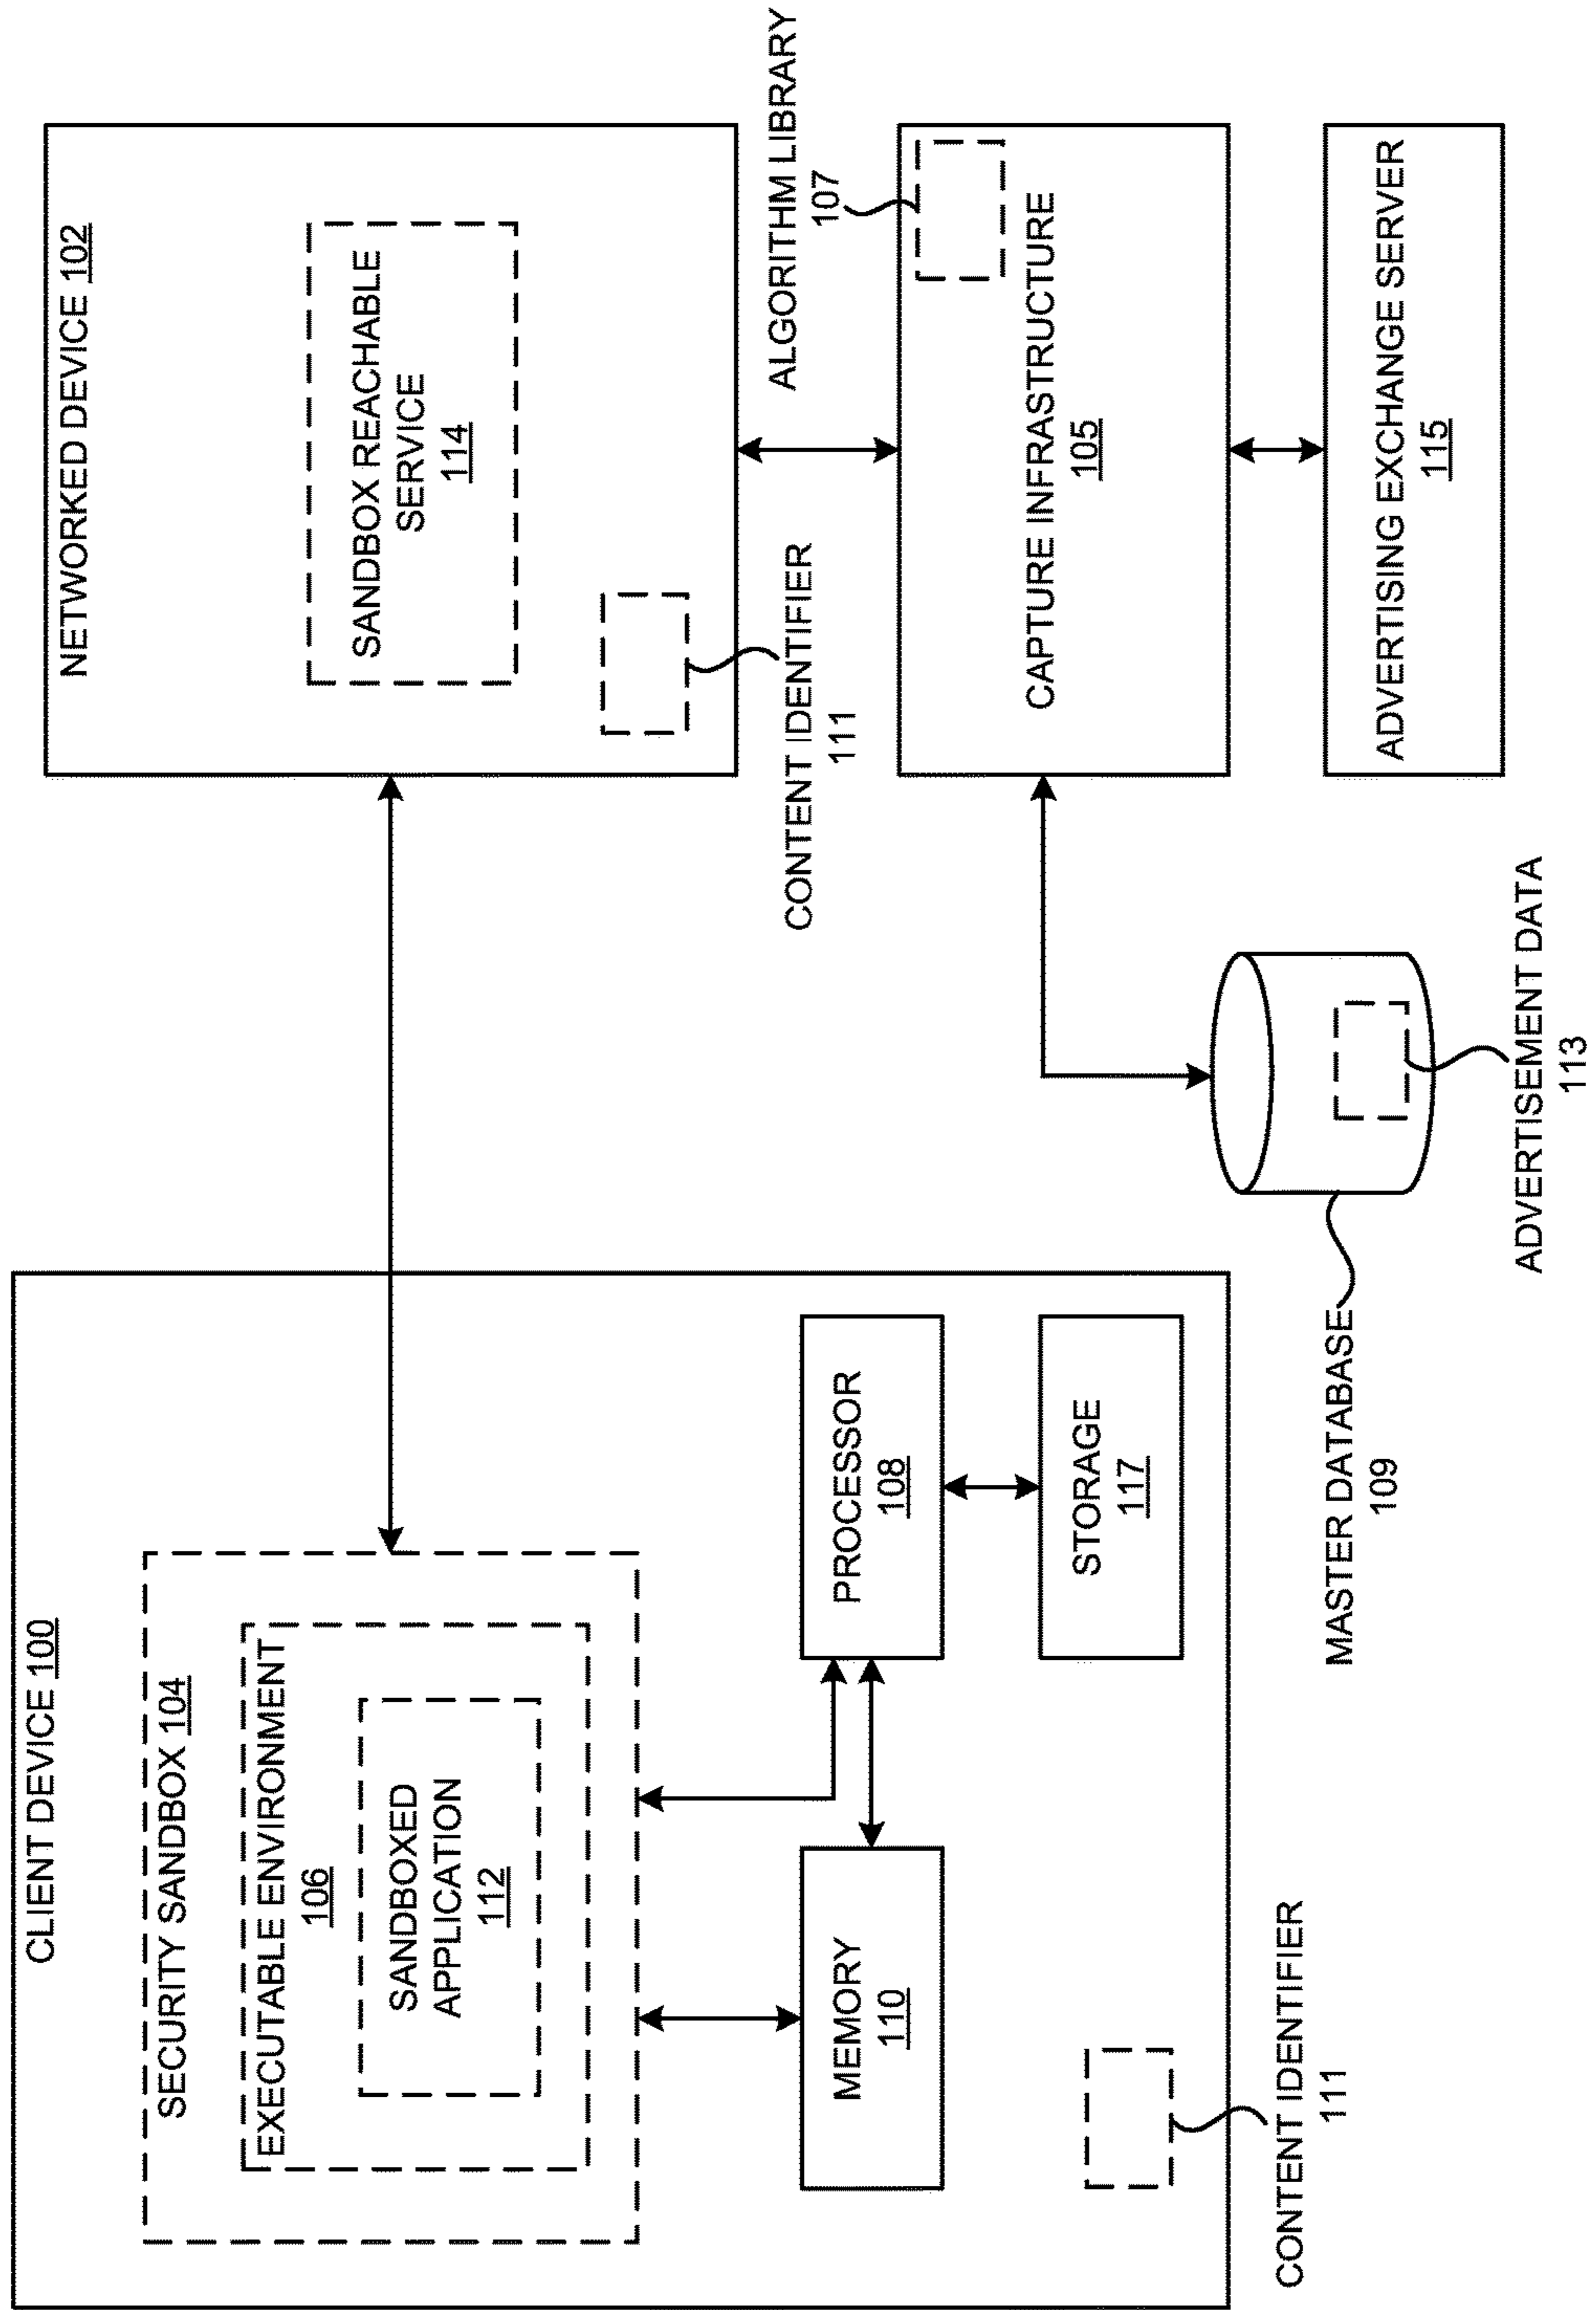 CLIENT DEVICE 100
SECURITY SANDBOX 104
EXECUTABLE ENVIRONMENT
106
SANDBOXED
APPLICATION
112
MEMORY
110
PROCESSOR
108
STORAGE
117
CONTENT IDENTIFIER
111
NETWORKED DEVICE 102
SANDBOX REACHABLE
SERVICE
114
CONTENT IDENTIFIER
111
ALGORITHM LIBRARY
107
CAPTURE INFRASTRUCTURE
105
ADVERTISING EXCHANGE SERVER
115
MASTER DATABASE
109
ADVERTISEMENT DATA
113